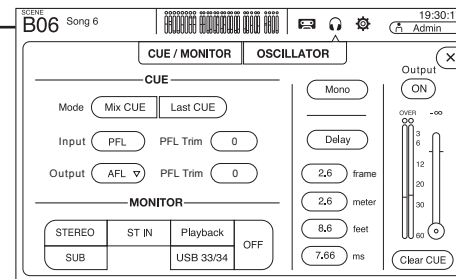 SCENE
B06 Song 6
19:30:1
Admin
CUE / MONITOR OSCILLATOR
Output
ON
CUE
Mode Mix CUE Last CUE
Input PFL PFL Trim 0
Output AFL PFL Trim 0
MONITOR
STEREO ST IN Playback OFF
SUB USB 33/34
Mono
Delay
2.6 frame
2.6 meter
8.6 feet
7.66 ms
OVER -∞
3
6
12
20
30
60
Clear CUE